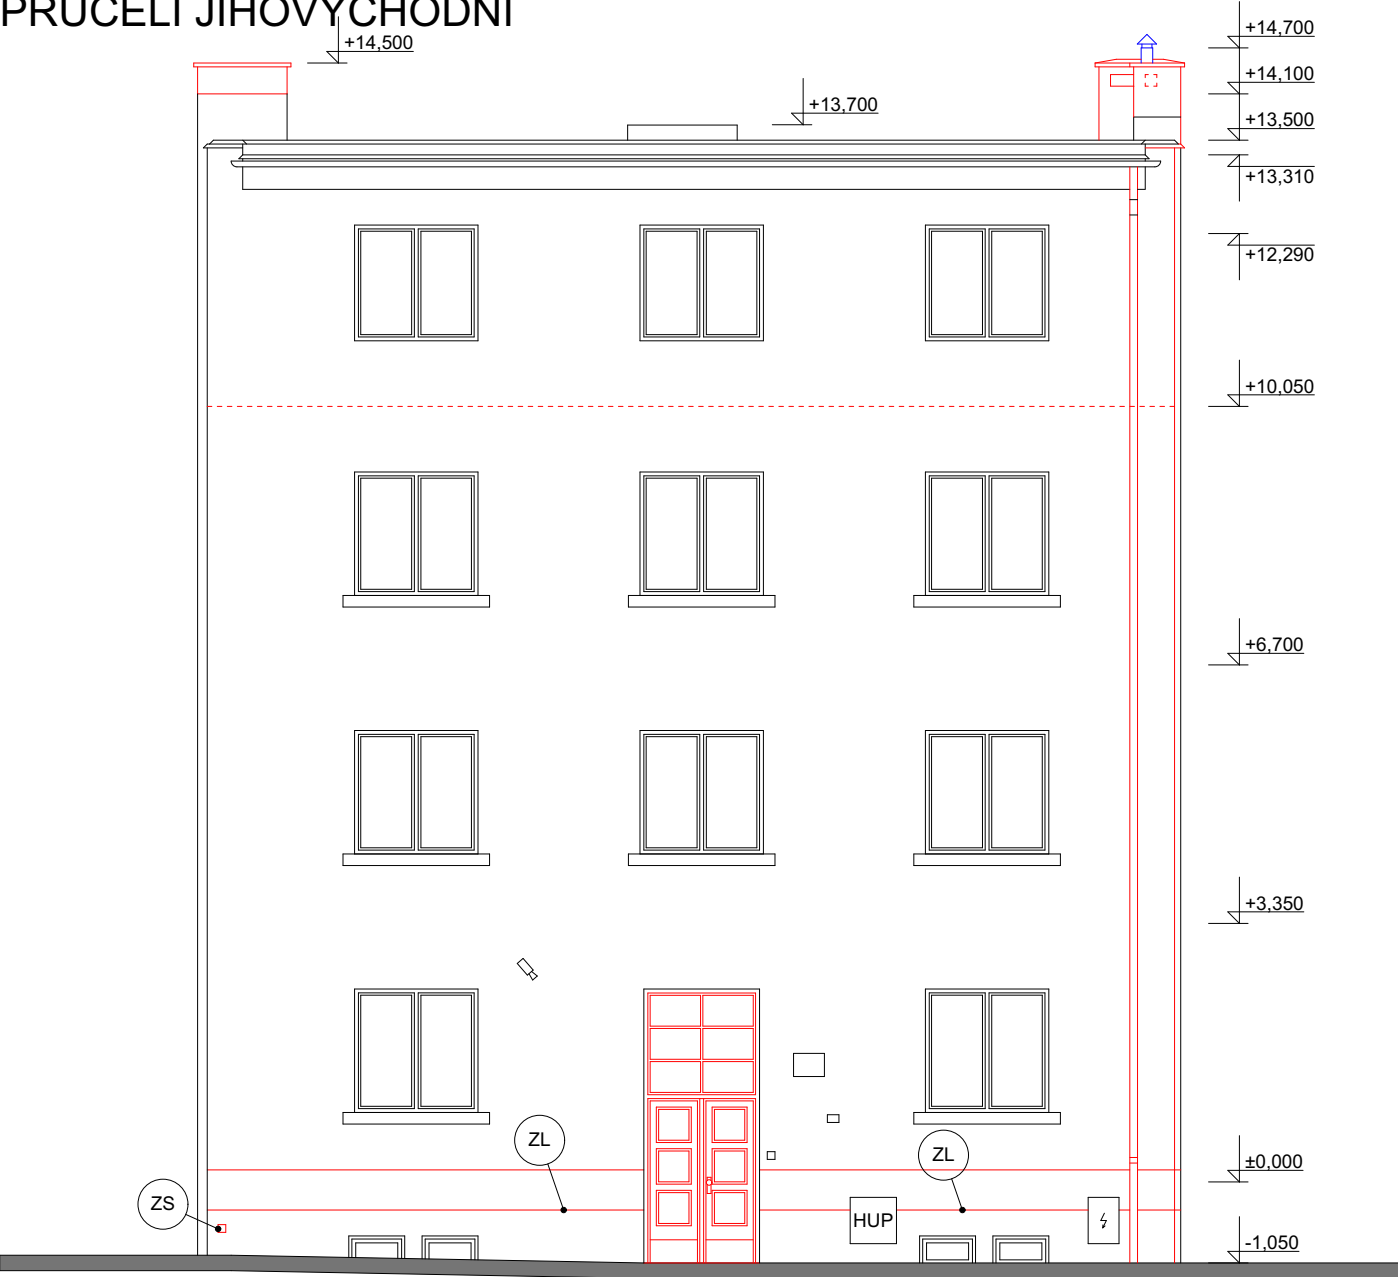 PRŮČELÍ JIHOVÝCHODNÍ
+14,500
+14,700
+14,100
+13,700
+13,500
+13,310
+12,290
+10,050
+6,700
+3,350
ZL
ZL
±0,000
ZS
HUP
-1,050